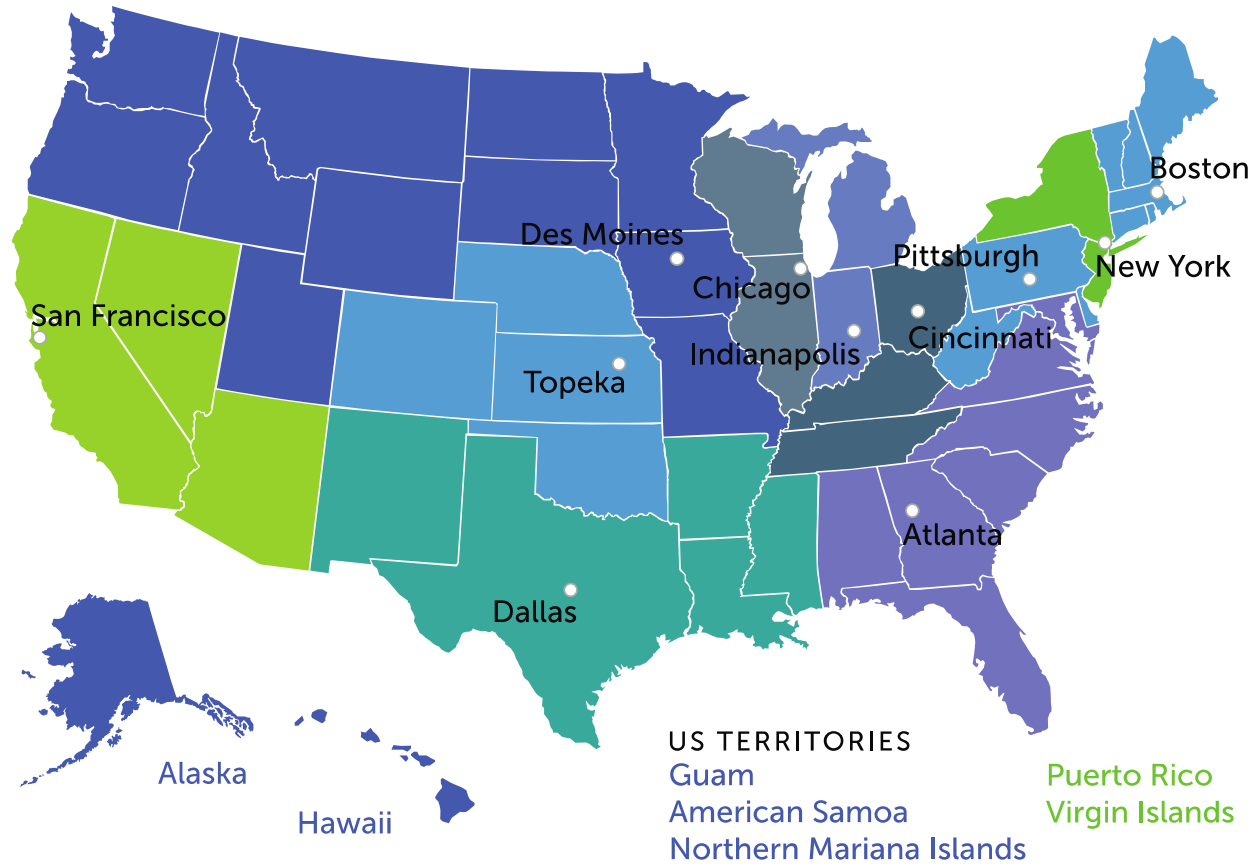 Boston
Des Moines
Pittsburgh
New York
Chicago
San Francisco
Cincinnati
Indianapolis
Topeka
Atlanta
Dallas
US TERRITORIES
Alaska
Guam
Puerto Rico
American Samoa
Virgin Islands
Hawaii
Northern Mariana Islands